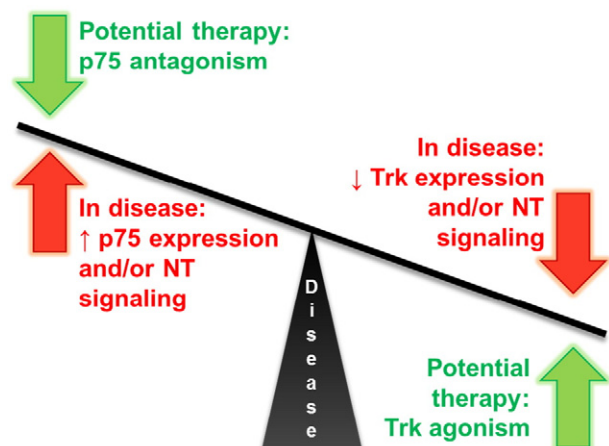 Potential therapy:
p75 antagonism
In disease:
↓ Trk expression
and/or NT
signaling
In disease:
↑ p75 expression
and/or NT
signaling
Disease
Potential
therapy:
Trk agonism